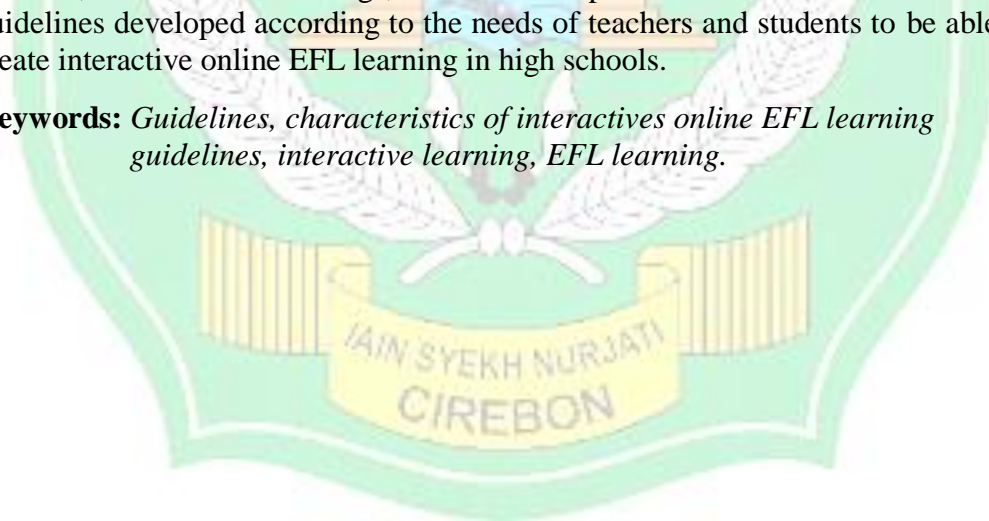 uidelines developed according to the needs of teachers and students to be able
eate interactive online EFL learning in high schools.
eywords: Guidelines, characteristics of interactives online EFL learning
guidelines, interactive learning, EFL learning.
IAIN SYEKH NURJATI
CIREBON